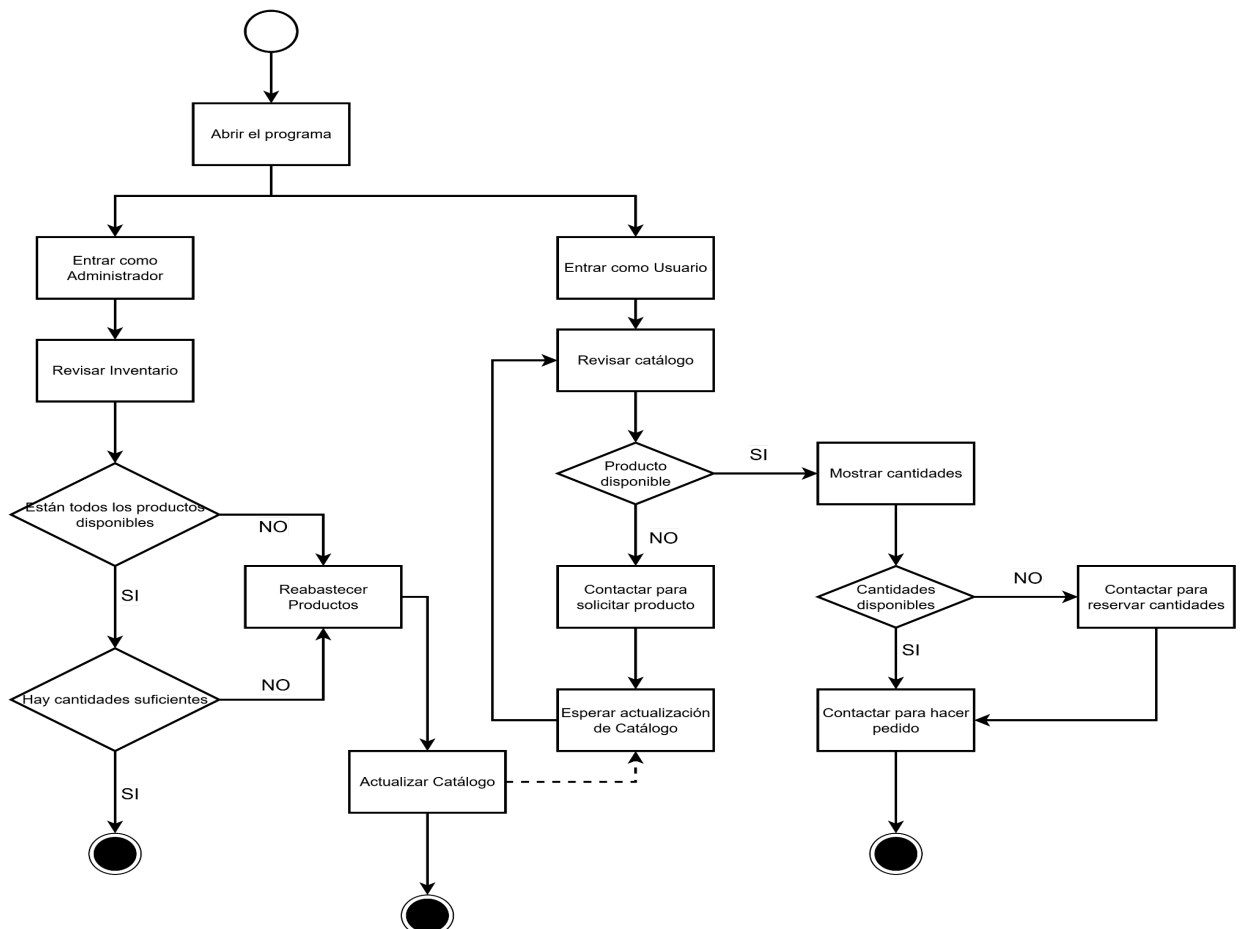 Abrir el programa
Entrar como
Administrador
Entrar como Usuario
Revisar Inventario
Revisar catálogo
Están todos los productos
disponibles
NO
SI
Reabastecer
Productos
Hay cantidades suficientes
NO
SI
Actualizar Catálogo
Producto
disponible
SI
NO
Contactar para
solicitar producto
Esperar actualización
de Catálogo
Mostrar cantidades
Cantidades
disponibles
NO
SI
Contactar para
reservar cantidades
Contactar para hacer
pedido